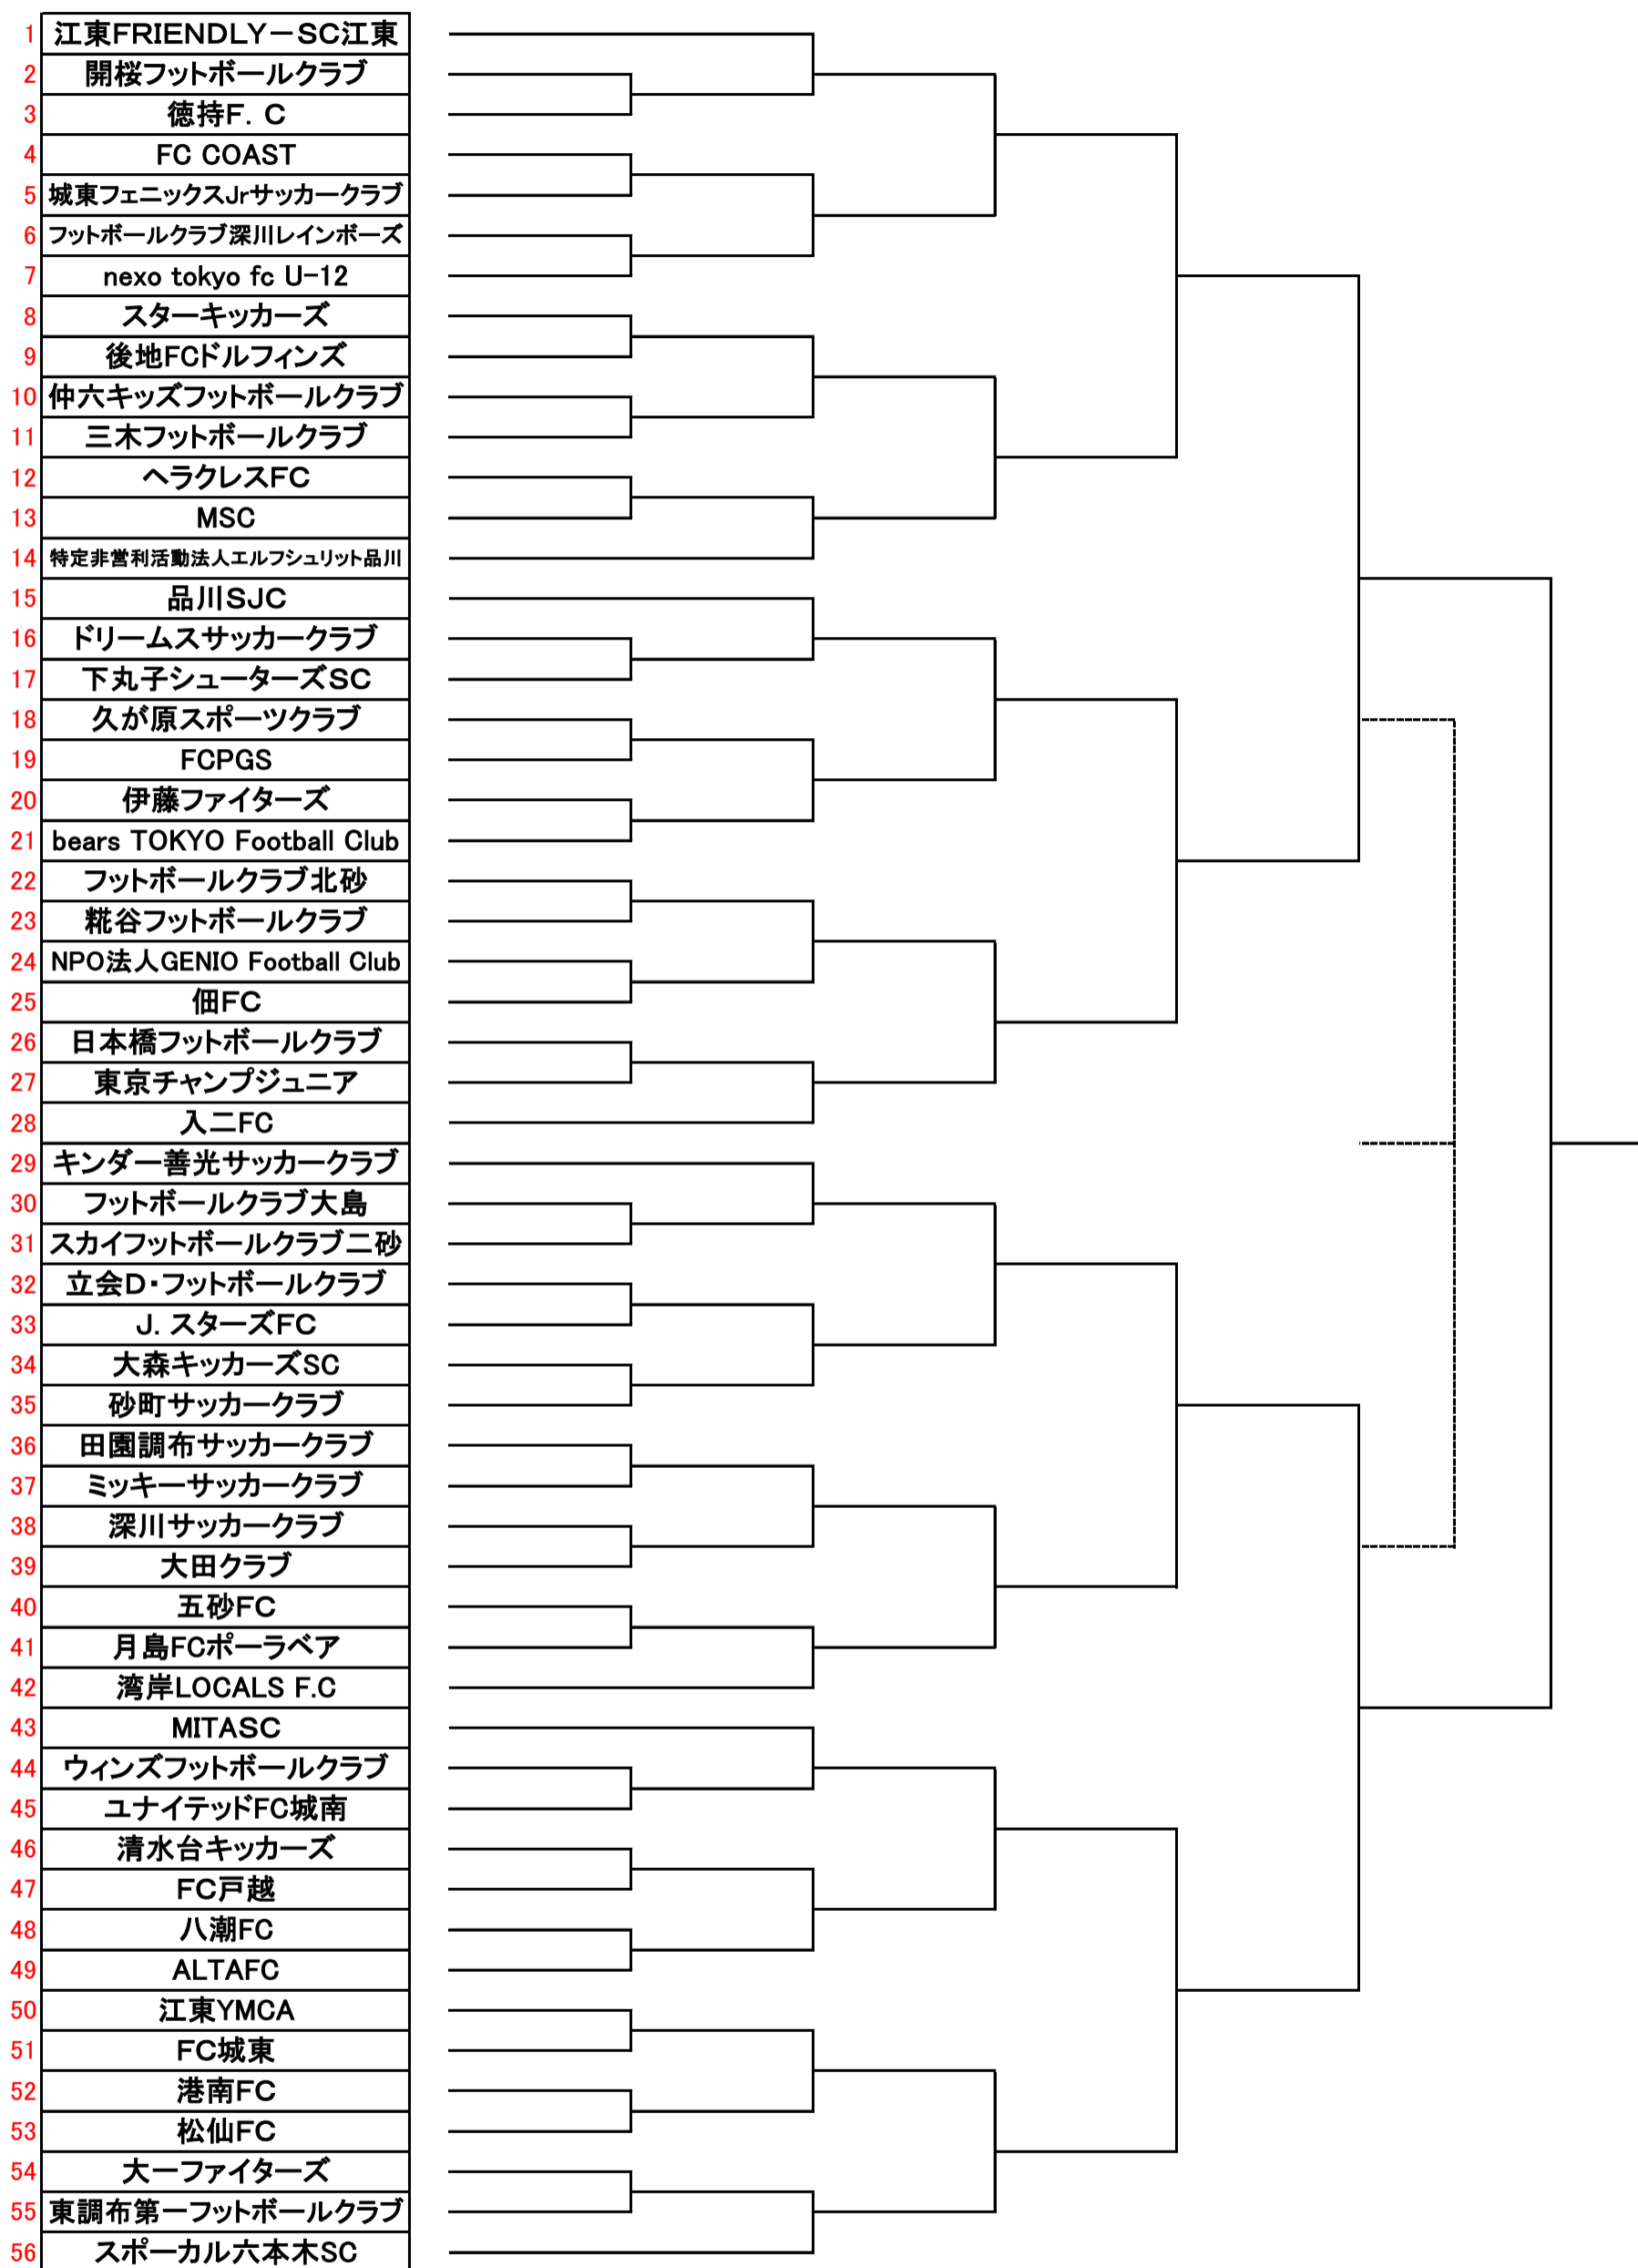 1 江東FRIENDLY－SC江東
2 開桜フットボールクラブ
3 徳持F．C
4 FC COAST
5 城東フェニックスJrサッカークラブ
6 フットボールクラブ深川レインボーズ
7 nexo tokyo fc U-12
8 スターキッカーズ
9 後地FCドルフィンズ
10 仲六キッズフットボールクラブ
11 三木フットボールクラブ
12 ヘラクレスFC
13 MSC
14 特定非営利活動法人エルフシュリット品川
15 品川SJC
16 ドリームスサッカークラブ
17 下丸子シューターズSC
18 久が原スポーツクラブ
19 FCPGS
20 伊藤ファイターズ
21 bears TOKYO Football Club
22 フットボールクラブ北砂
23 糀谷フットボールクラブ
24 NPO法人GENIO Football Club
25 佃FC
26 日本橋フットボールクラブ
27 東京チャンプジュニア
28 入二FC
29 キンダー善光サッカークラブ
30 フットボールクラブ大島
31 スカイフットボールクラブ二砂
32 立会D・フットボールクラブ
33 J．スターズFC
34 大森キッカーズSC
35 砂町サッカークラブ
36 田園調布サッカークラブ
37 ミッキーサッカークラブ
38 深川サッカークラブ
39 大田クラブ
40 五砂FC
41 月島FCポーラベア
42 湾岸LOCALS F.C
43 MITASC
44 ウィンズフットボールクラブ
45 ユナイテッドFC城南
46 清水台キッカーズ
47 FC戸越
48 八潮FC
49 ALTAFC
50 江東YMCA
51 FC城東
52 港南FC
53 松仙FC
54 大一ファイターズ
55 東調布第一フットボールクラブ
56 スポーカル六本木SC